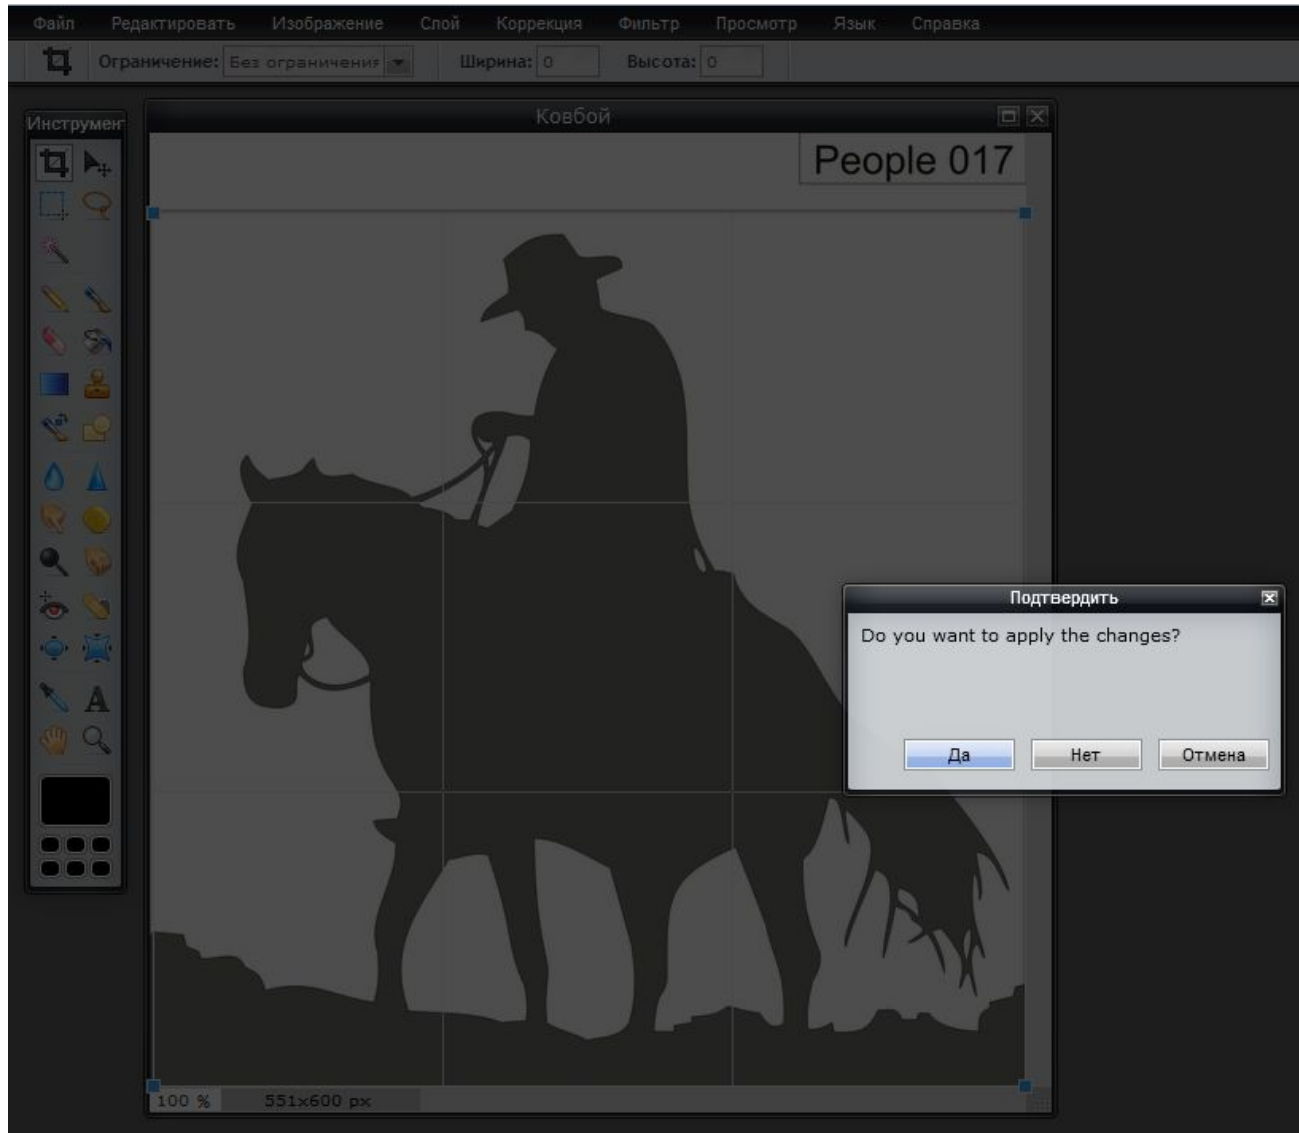 Файл Редактировать Изображение Слой Коррекция Фильтр Просмотр Язык Справка
Ограничение: Без ограничения Ширина: 0 Высота: 0
Инструмен
Ковбой
People 017
Подтвердить
Do you want to apply the changes?
Да Нет Отмена
A
100 % 551x600 px